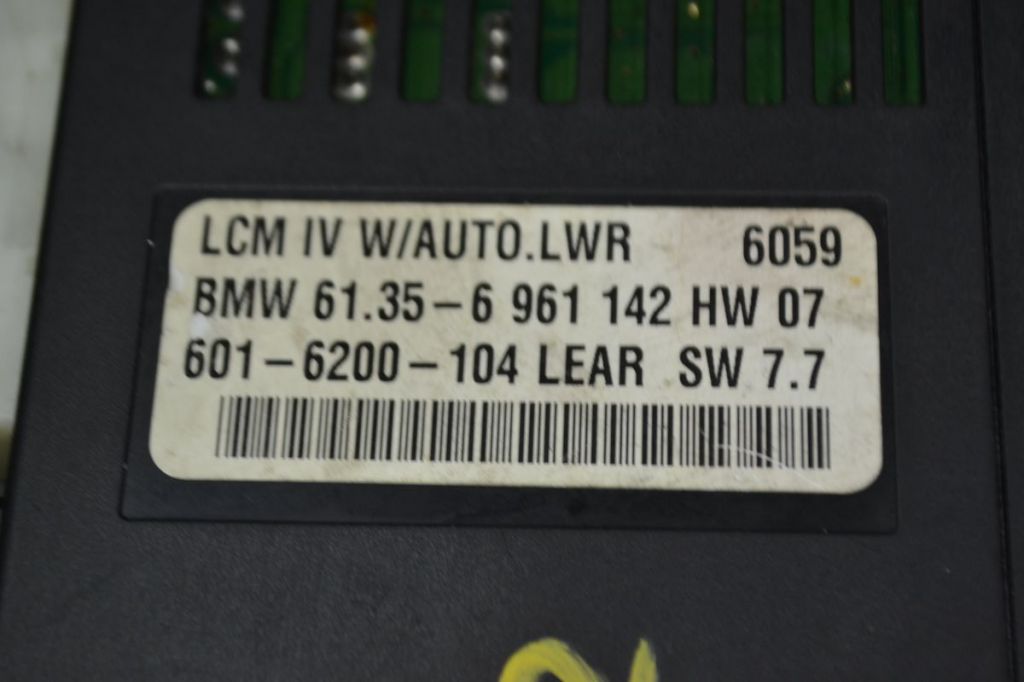 LCM IV W/AUTO.LWR 6059
BMW 61.35-6 961 142 HW 07
601-6200-104 LEAR SW 7.7